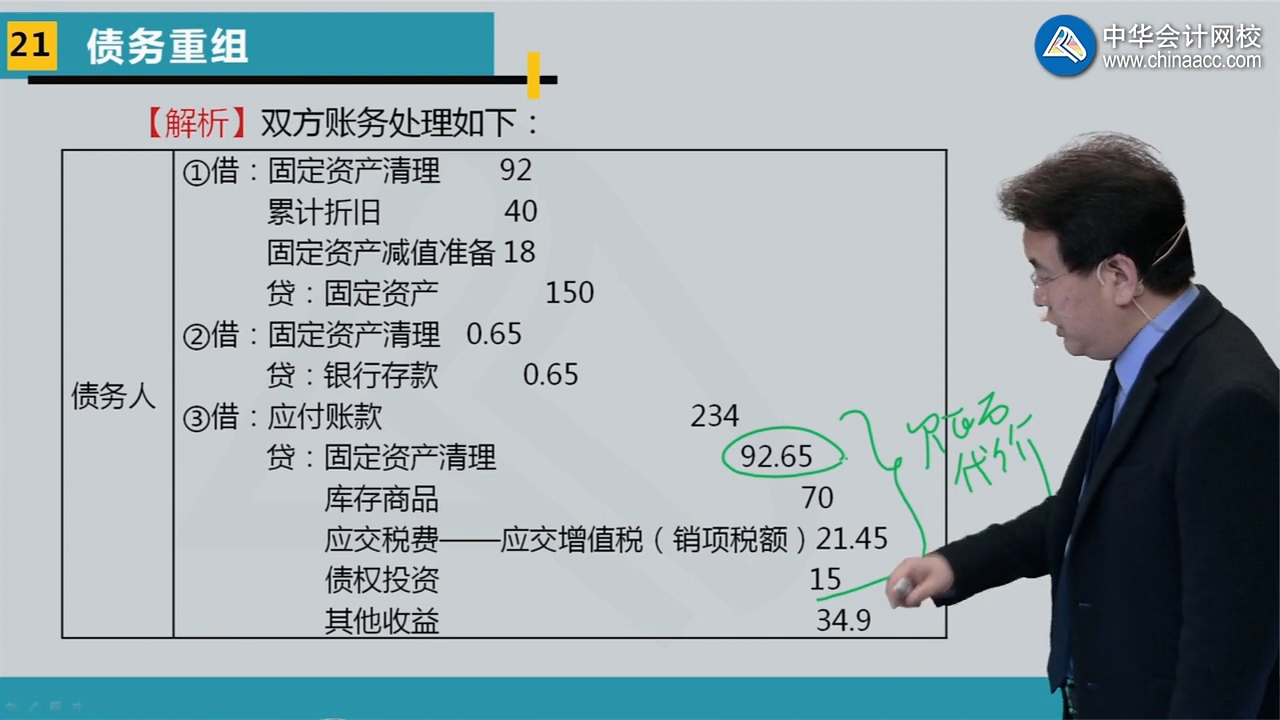 21 债务重组
中华会计网校
www.chinaacc.com
【解析】双方账务处理如下：
债务人
①借：固定资产清理 92
累计折旧 40
固定资产减值准备 18
贷：固定资产 150
②借：固定资产清理 0.65
贷：银行存款 0.65
③借：应付账款 234
贷：固定资产清理 92.65
库存商品 70
应交税费——应交增值税（销项税额）21.45
债权投资 15
其他收益 34.9
代价